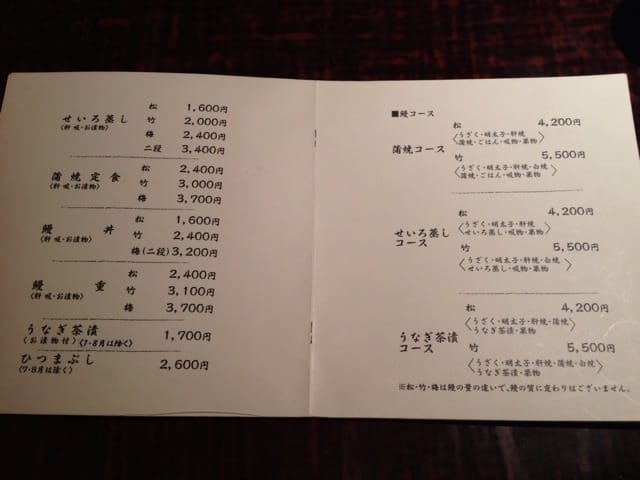 せいろ蒸し 松 1,600円
(肝吸・お漬物) 竹 2,000円
梅 2,400円
二段 3,400円
蒲焼定食 松 2,400円
(肝吸・お漬物) 竹 3,000円
梅 3,700円
鰻丼 松 1,600円
(肝吸・お漬物) 竹 2,400円
梅(二段) 3,200円
鰻重 松 2,400円
(肝吸・お漬物) 竹 3,100円
梅 3,700円
うなぎ茶漬 1,700円
(お漬物付) (7・8月は除く)
ひつまぶし 2,600円
(7・8月は除く)
■鰻コース
蒲焼コース
松 4,200円
〈うざく・明太子・肝焼
蒲焼・ごはん・吸物・果物〉
竹 5,500円
〈うざく・明太子・肝焼・白焼
蒲焼・ごはん・吸物・果物〉
せいろ蒸し
コース
松 4,200円
〈うざく・明太子・肝焼
せいろ蒸し・吸物・果物〉
竹 5,500円
〈うざく・明太子・肝焼・白焼
せいろ蒸し・吸物・果物〉
うなぎ茶漬
コース
松 4,200円
〈うざく・明太子・肝焼・蒲焼
うなぎ茶漬・果物〉
竹 5,500円
〈うざく・明太子・肝焼・蒲焼・白焼
うなぎ茶漬・果物〉
※松・竹・梅は鰻の量の違いで、鰻の質に変わりはございません。